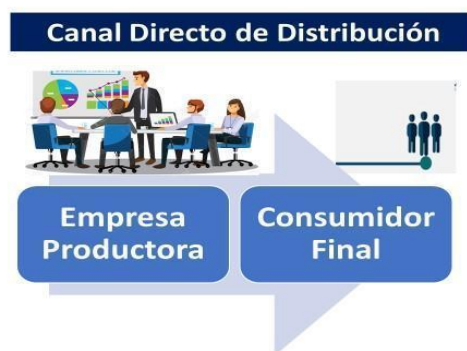 Canal Directo de Distribución
Empresa
Productora
Consumidor
Final